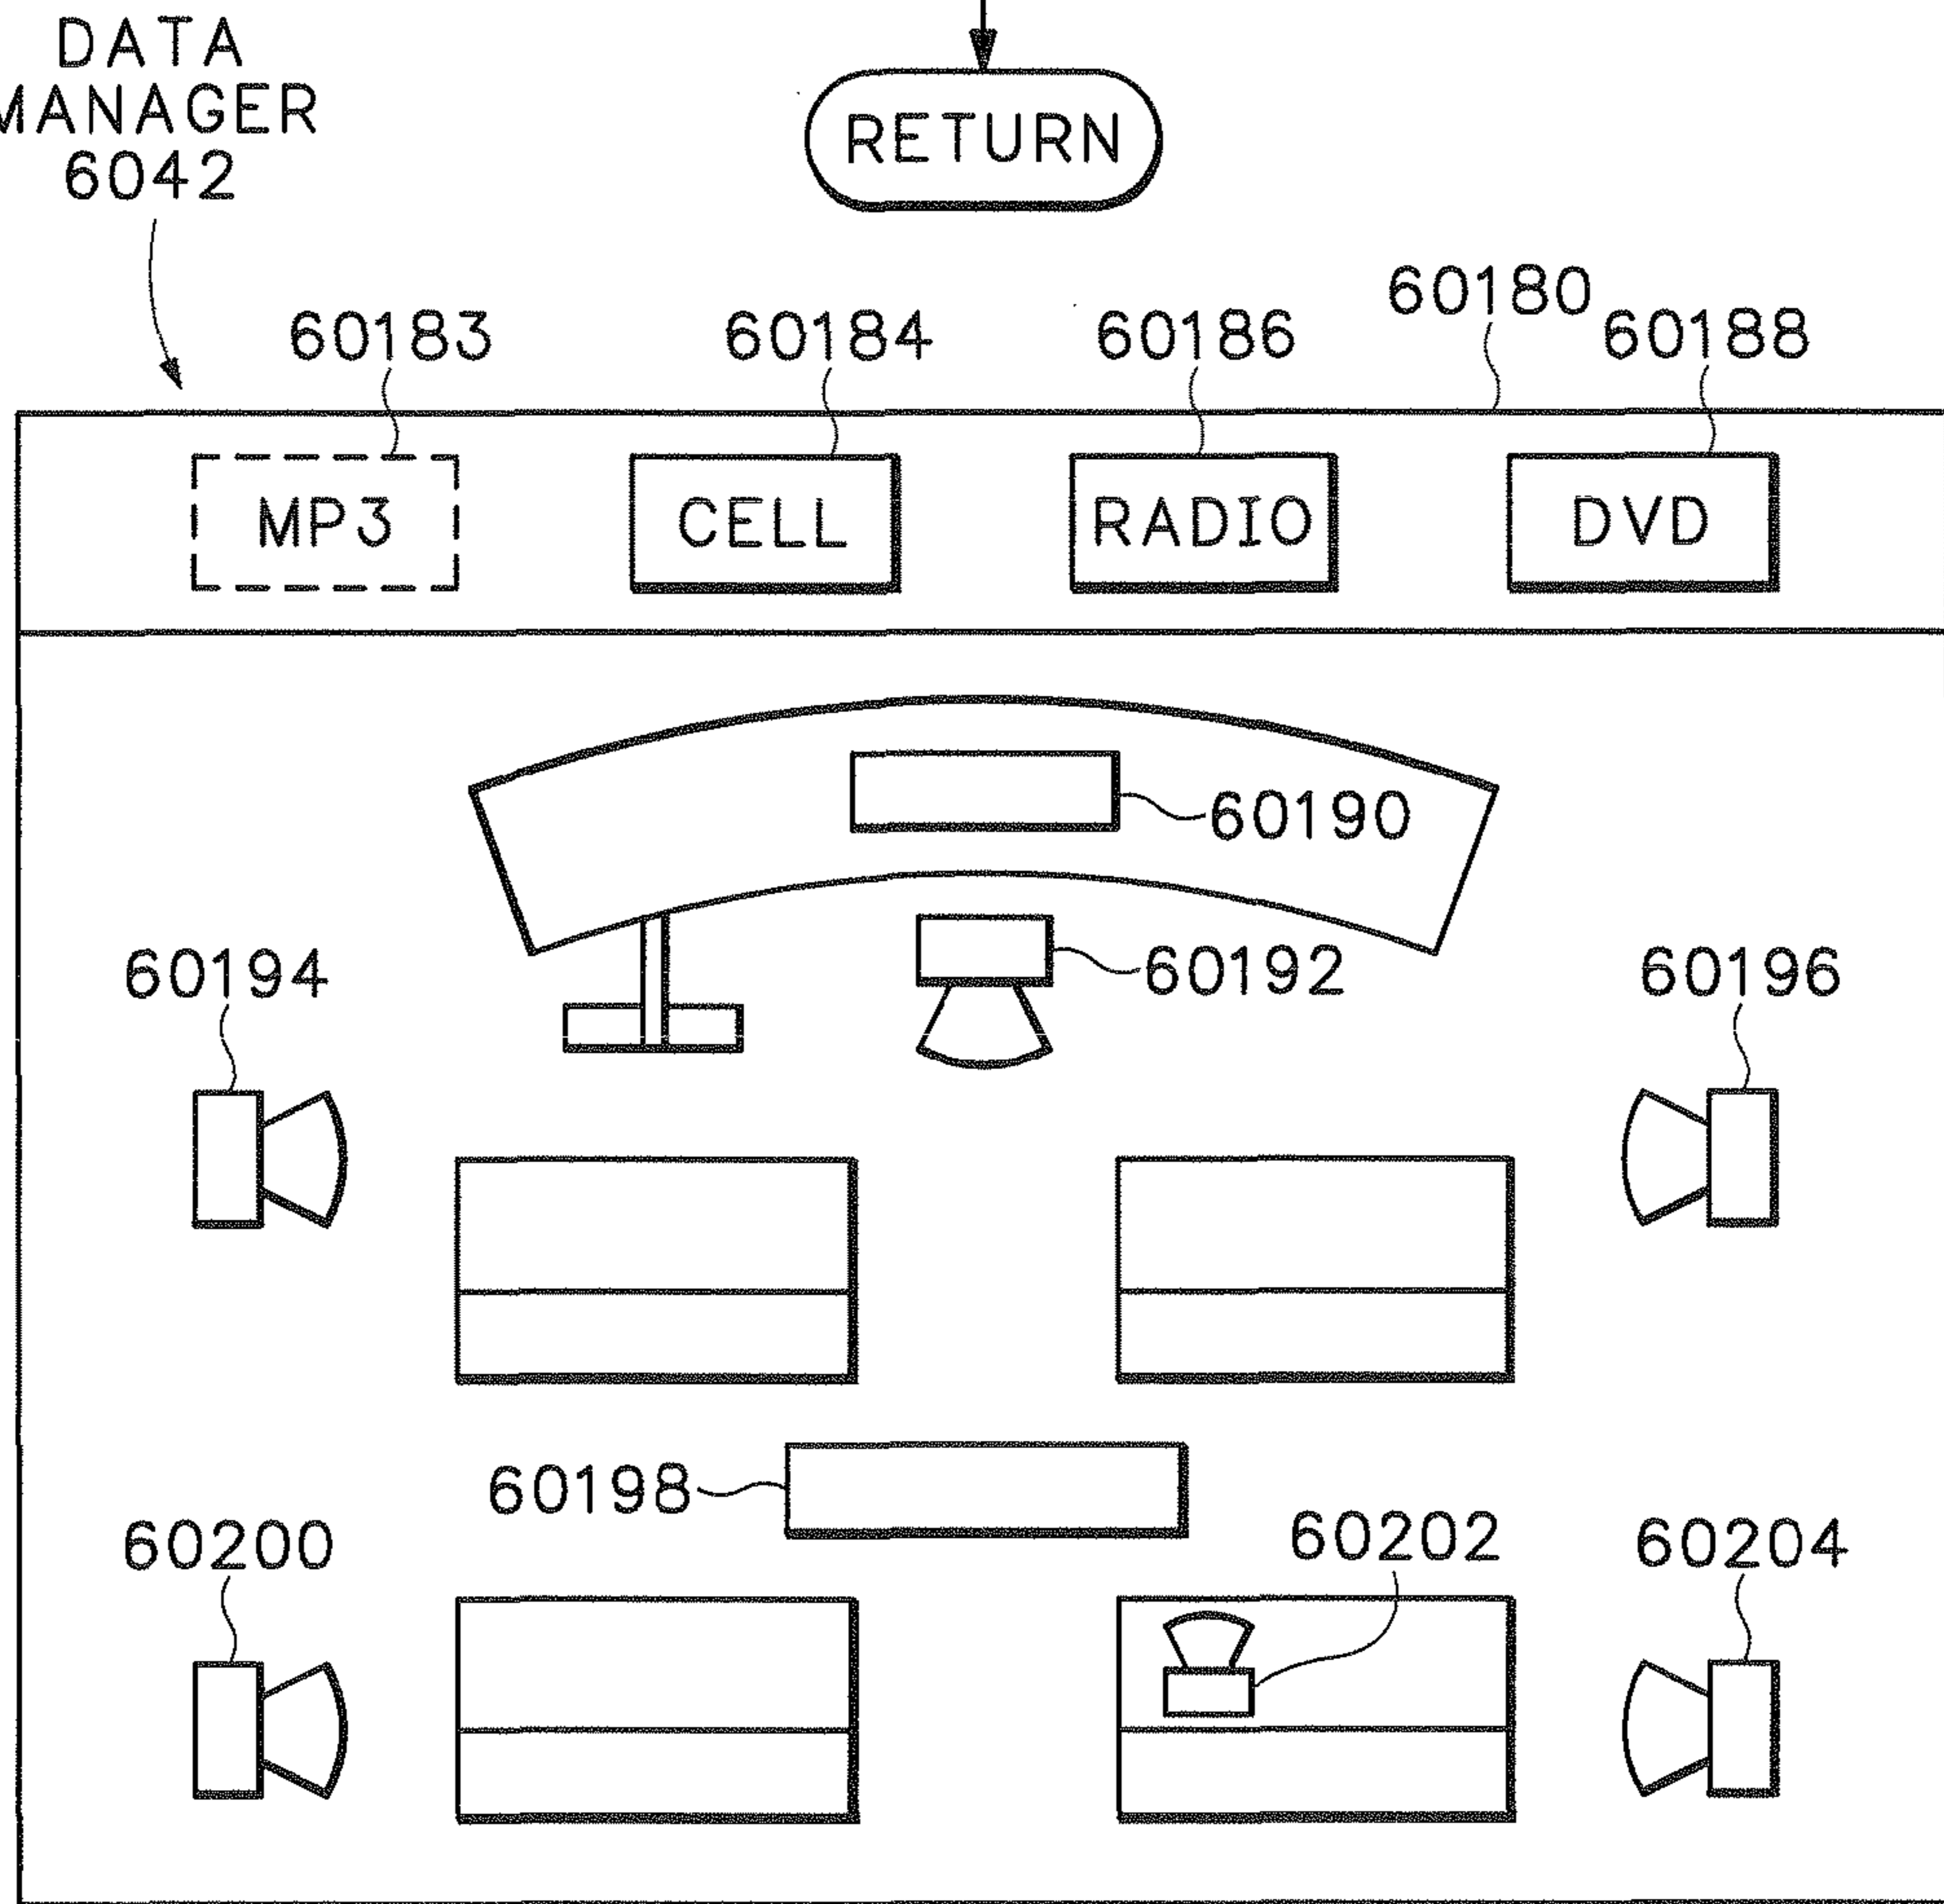 DATA
MANAGER
6042
RETURN
60180
60183 60184 60186 60188
MP3 CELL RADIO DVD
60190
60194 60192 60196
60198
60200 60202 60204